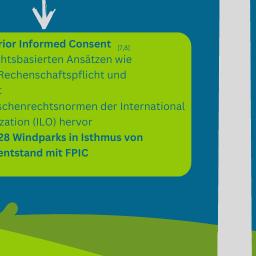 rior Informed Consent [7,8]
htsbasierten Ansätzen wie
Rechenschaftspflicht und
t
schenrechtsnormen der International
zation (ILO) hervor
28 Windparks in Isthmus von
entstand mit FPIC